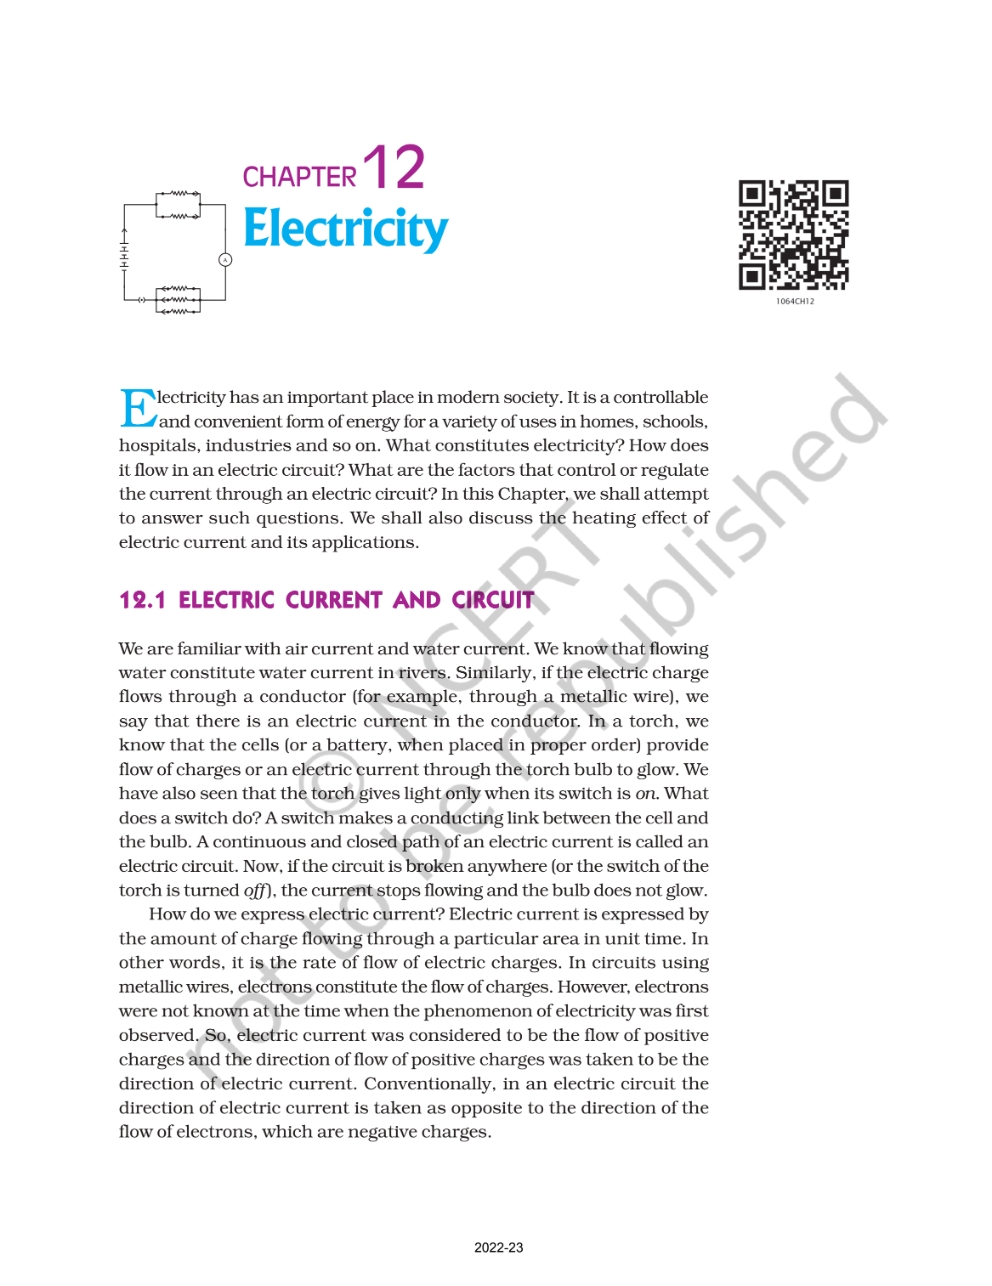 CHAPTER 12
Electricity
A
1064CH12
Electricity has an important place in modern society. It is a controllable
and convenient form of energy for a variety of uses in homes, schools,
hospitals, industries and so on. What constitutes electricity? How does
it flow in an electric circuit? What are the factors that control or regulate
the current through an electric circuit? In this Chapter, we shall attempt
to answer such questions. We shall also discuss the heating effect of
electric current and its applications.
12.1 ELECTRIC CURRENT AND CIRCUIT
We are familiar with air current and water current. We know that flowing
water constitute water current in rivers. Similarly, if the electric charge
flows through a conductor (for example, through a metallic wire), we
say that there is an electric current in the conductor. In a torch, we
know that the cells (or a battery, when placed in proper order) provide
flow of charges or an electric current through the torch bulb to glow. We
have also seen that the torch gives light only when its switch is on. What
does a switch do? A switch makes a conducting link between the cell and
the bulb. A continuous and closed path of an electric current is called an
electric circuit. Now, if the circuit is broken anywhere (or the switch of the
torch is turned off), the current stops flowing and the bulb does not glow.
How do we express electric current? Electric current is expressed by
the amount of charge flowing through a particular area in unit time. In
other words, it is the rate of flow of electric charges. In circuits using
metallic wires, electrons constitute the flow of charges. However, electrons
were not known at the time when the phenomenon of electricity was first
observed. So, electric current was considered to be the flow of positive
charges and the direction of flow of positive charges was taken to be the
direction of electric current. Conventionally, in an electric circuit the
direction of electric current is taken as opposite to the direction of the
flow of electrons, which are negative charges.
© NCERT
not to be republished
2022-23